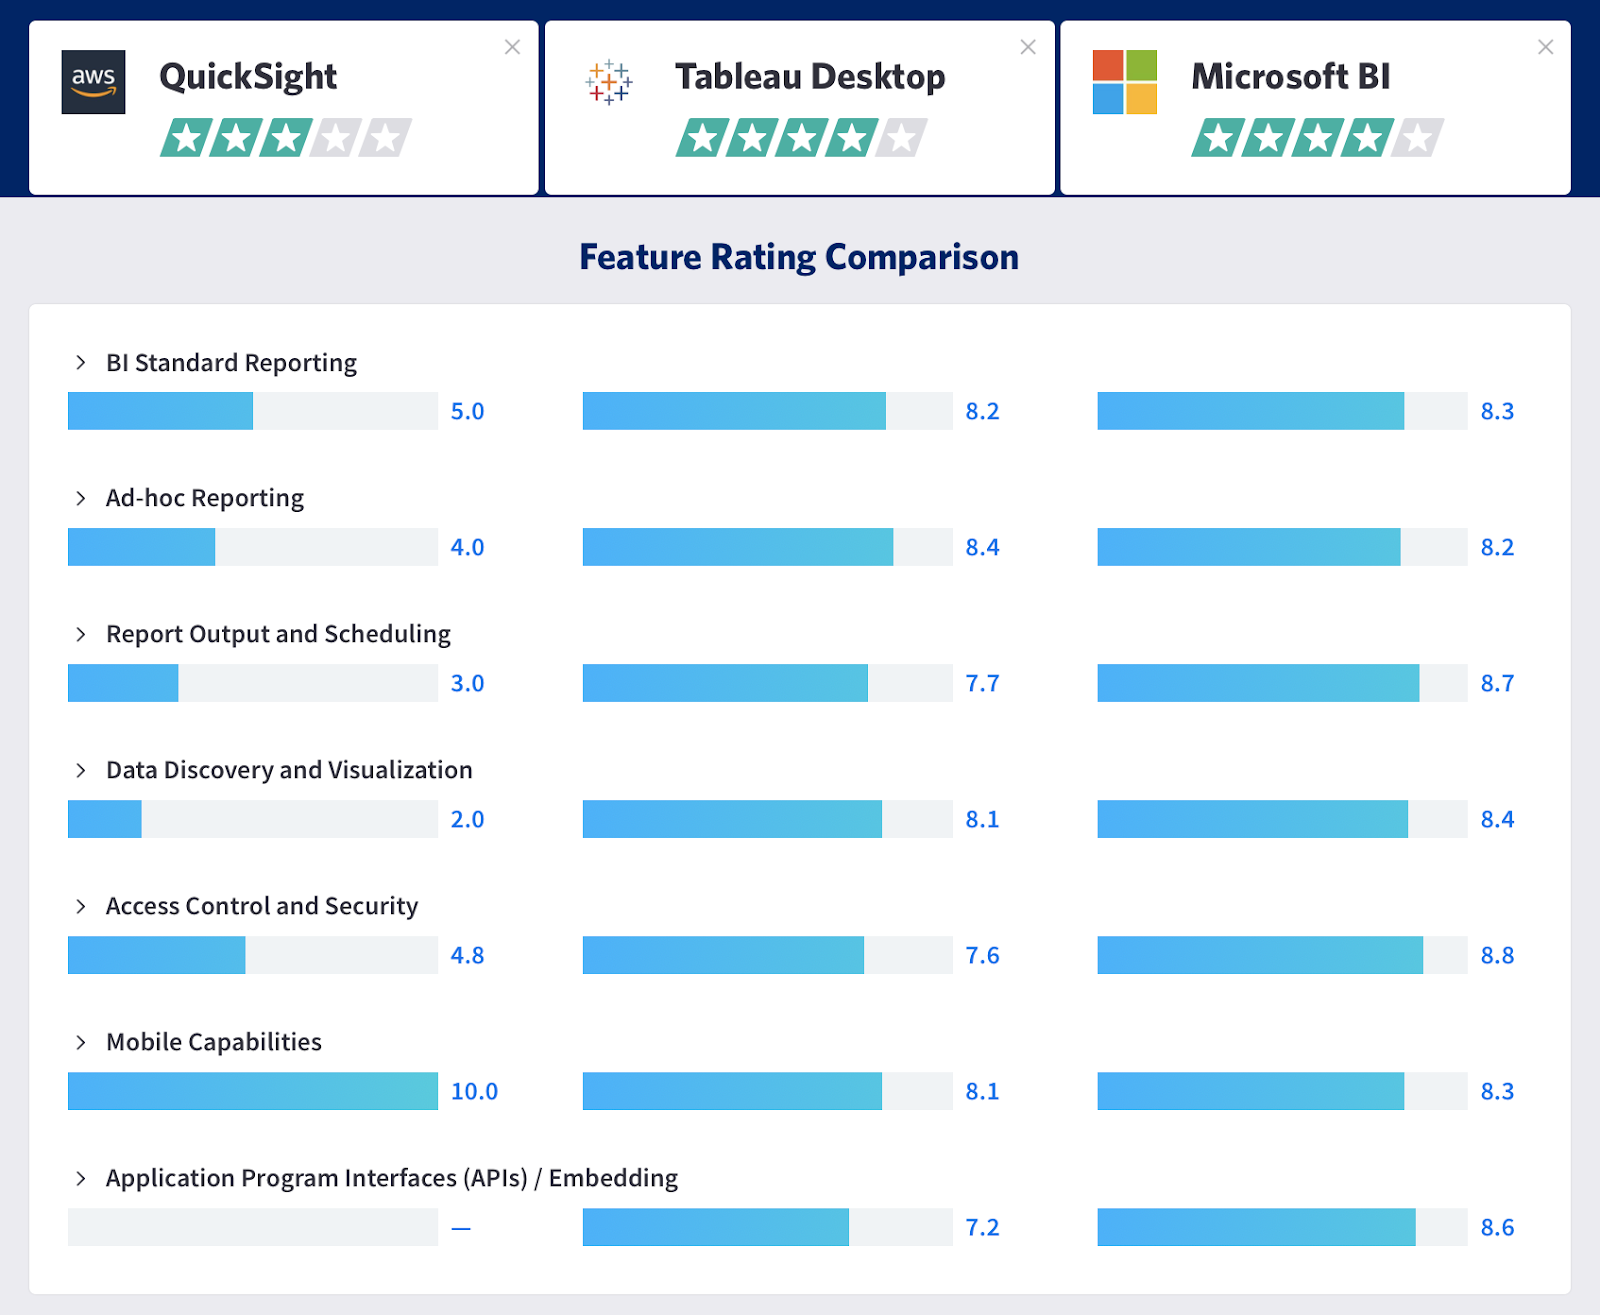 aws
QuickSight
Tableau Desktop
Microsoft BI
Feature Rating Comparison
BI Standard Reporting
5.0 8.2 8.3
Ad-hoc Reporting
4.0 8.4 8.2
Report Output and Scheduling
3.0 7.7 8.7
Data Discovery and Visualization
2.0 8.1 8.4
Access Control and Security
4.8 7.6 8.8
Mobile Capabilities
10.0 8.1 8.3
Application Program Interfaces (APIs) / Embedding
— 7.2 8.6